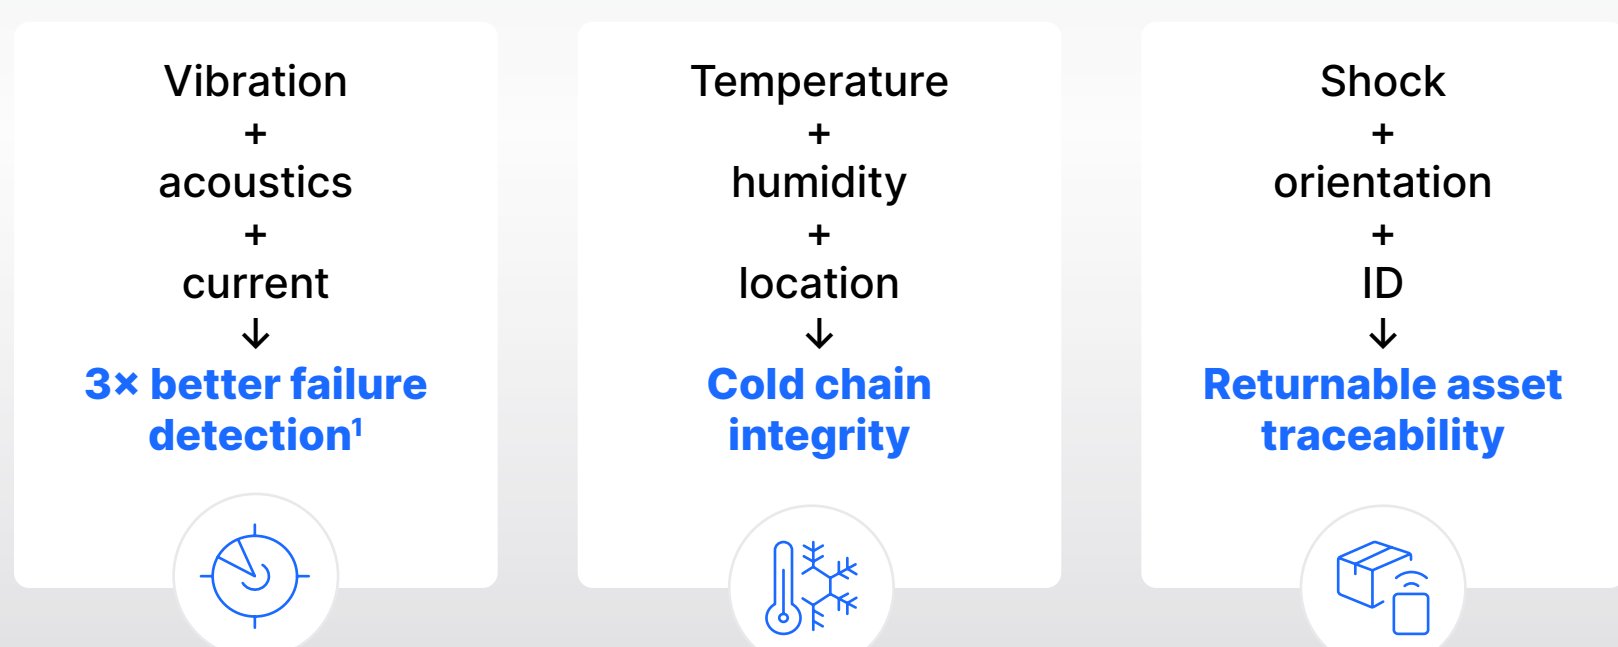 Vibration
+
acoustics
+
current
↓
3× better failure
detection¹
Temperature
+
humidity
+
location
↓
Cold chain
integrity
Shock
+
orientation
+
ID
↓
Returnable asset
traceability